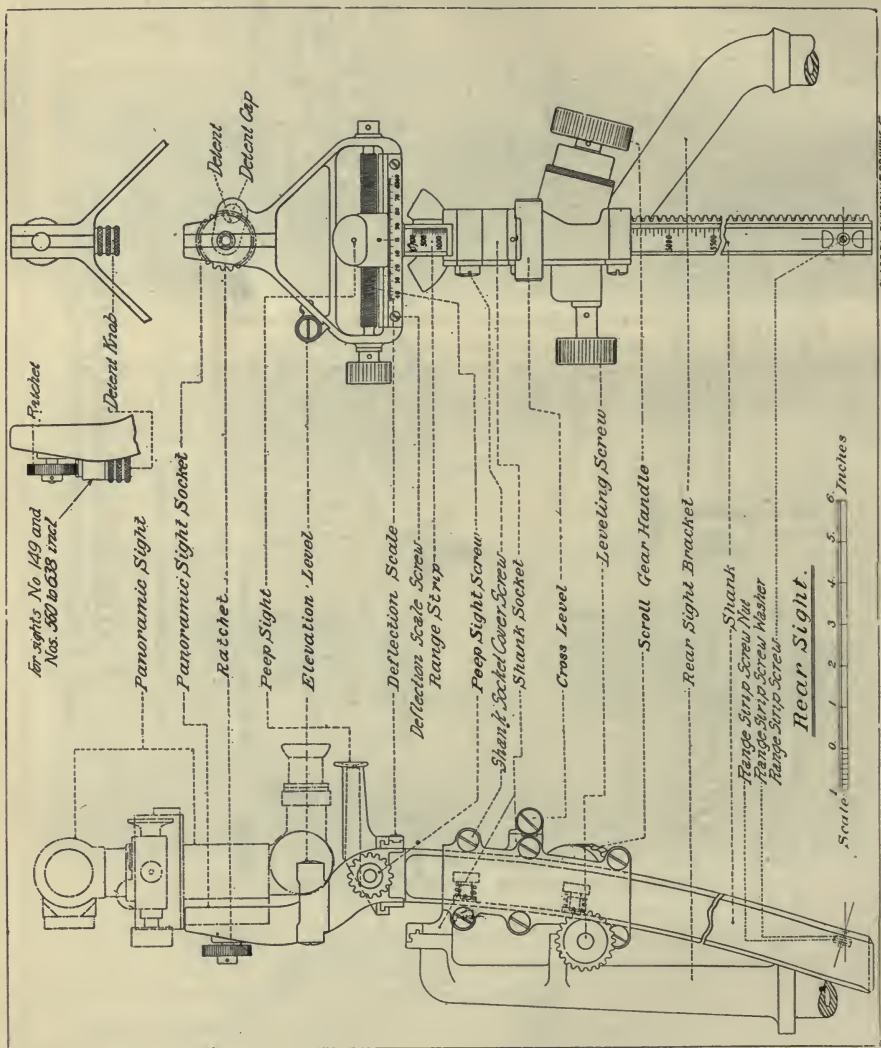 for sights No 149 and
Nos. 560 to 638 incl
Ratchet
Detent Knob
Detent
Detent Cap
Panoramic Sight
Panoramic Sight Socket
Ratchet
Peep Sight
Elevation Level
Deflection Scale
Deflection Scale Screw
Range Strip
Peep Sight Screw
Shank Socket Cover Screw
Shank Socket
Cross Level
Leveling Screw
Scroll Gear Handle
Rear Sight Bracket
Shank
Range Strip Screw Nut
Range Strip Screw Washer
Range Strip Screw
Rear Sight.
Scale 1 0 1 2 3 4 5 6 Inches
500
1000
5000
5500